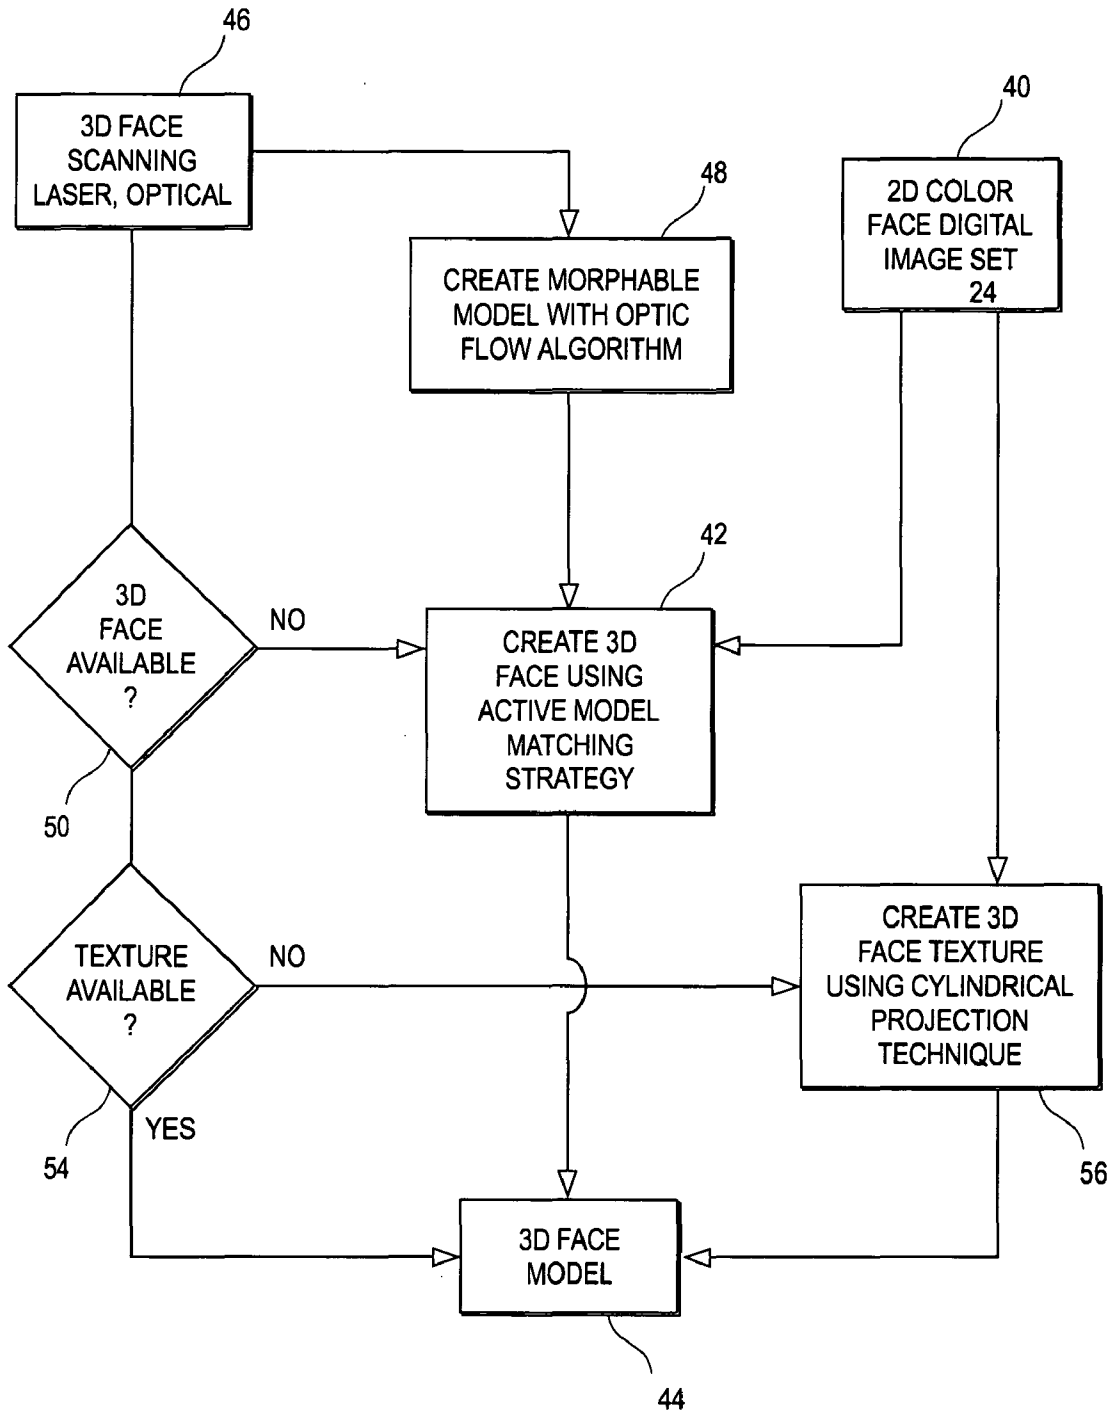 46
3D FACE
SCANNING
LASER, OPTICAL
40
2D COLOR
FACE DIGITAL
IMAGE SET
24
48
CREATE MORPHABLE
MODEL WITH OPTIC
FLOW ALGORITHM
3D
FACE
AVAILABLE
?
50
NO
42
CREATE 3D
FACE USING
ACTIVE MODEL
MATCHING
STRATEGY
TEXTURE
AVAILABLE
?
54
NO
YES
CREATE 3D
FACE TEXTURE
USING CYLINDRICAL
PROJECTION
TECHNIQUE
56
3D FACE
MODEL
44